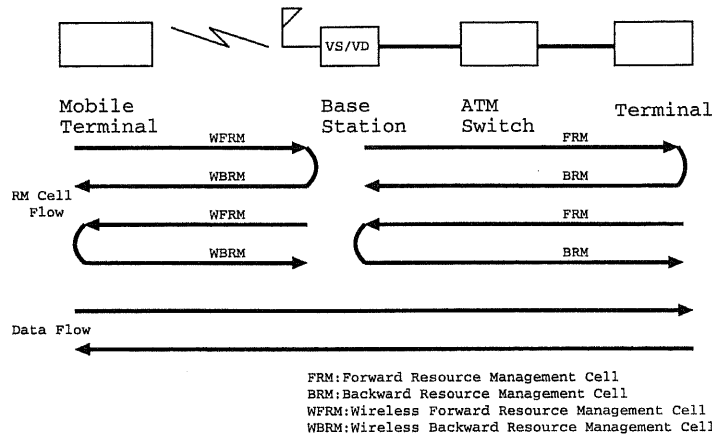 VS/VD
Mobile Terminal
Base Station
ATM Switch
Terminal
WFRM
FRM
WBRM
BRM
RM Cell Flow
WFRM
FRM
WBRM
BRM
Data Flow
FRM:Forward Resource Management Cell
BRM:Backward Resource Management Cell
WFRM:Wireless Forward Resource Management Cell
WBRM:Wireless Backward Resource Management Cell